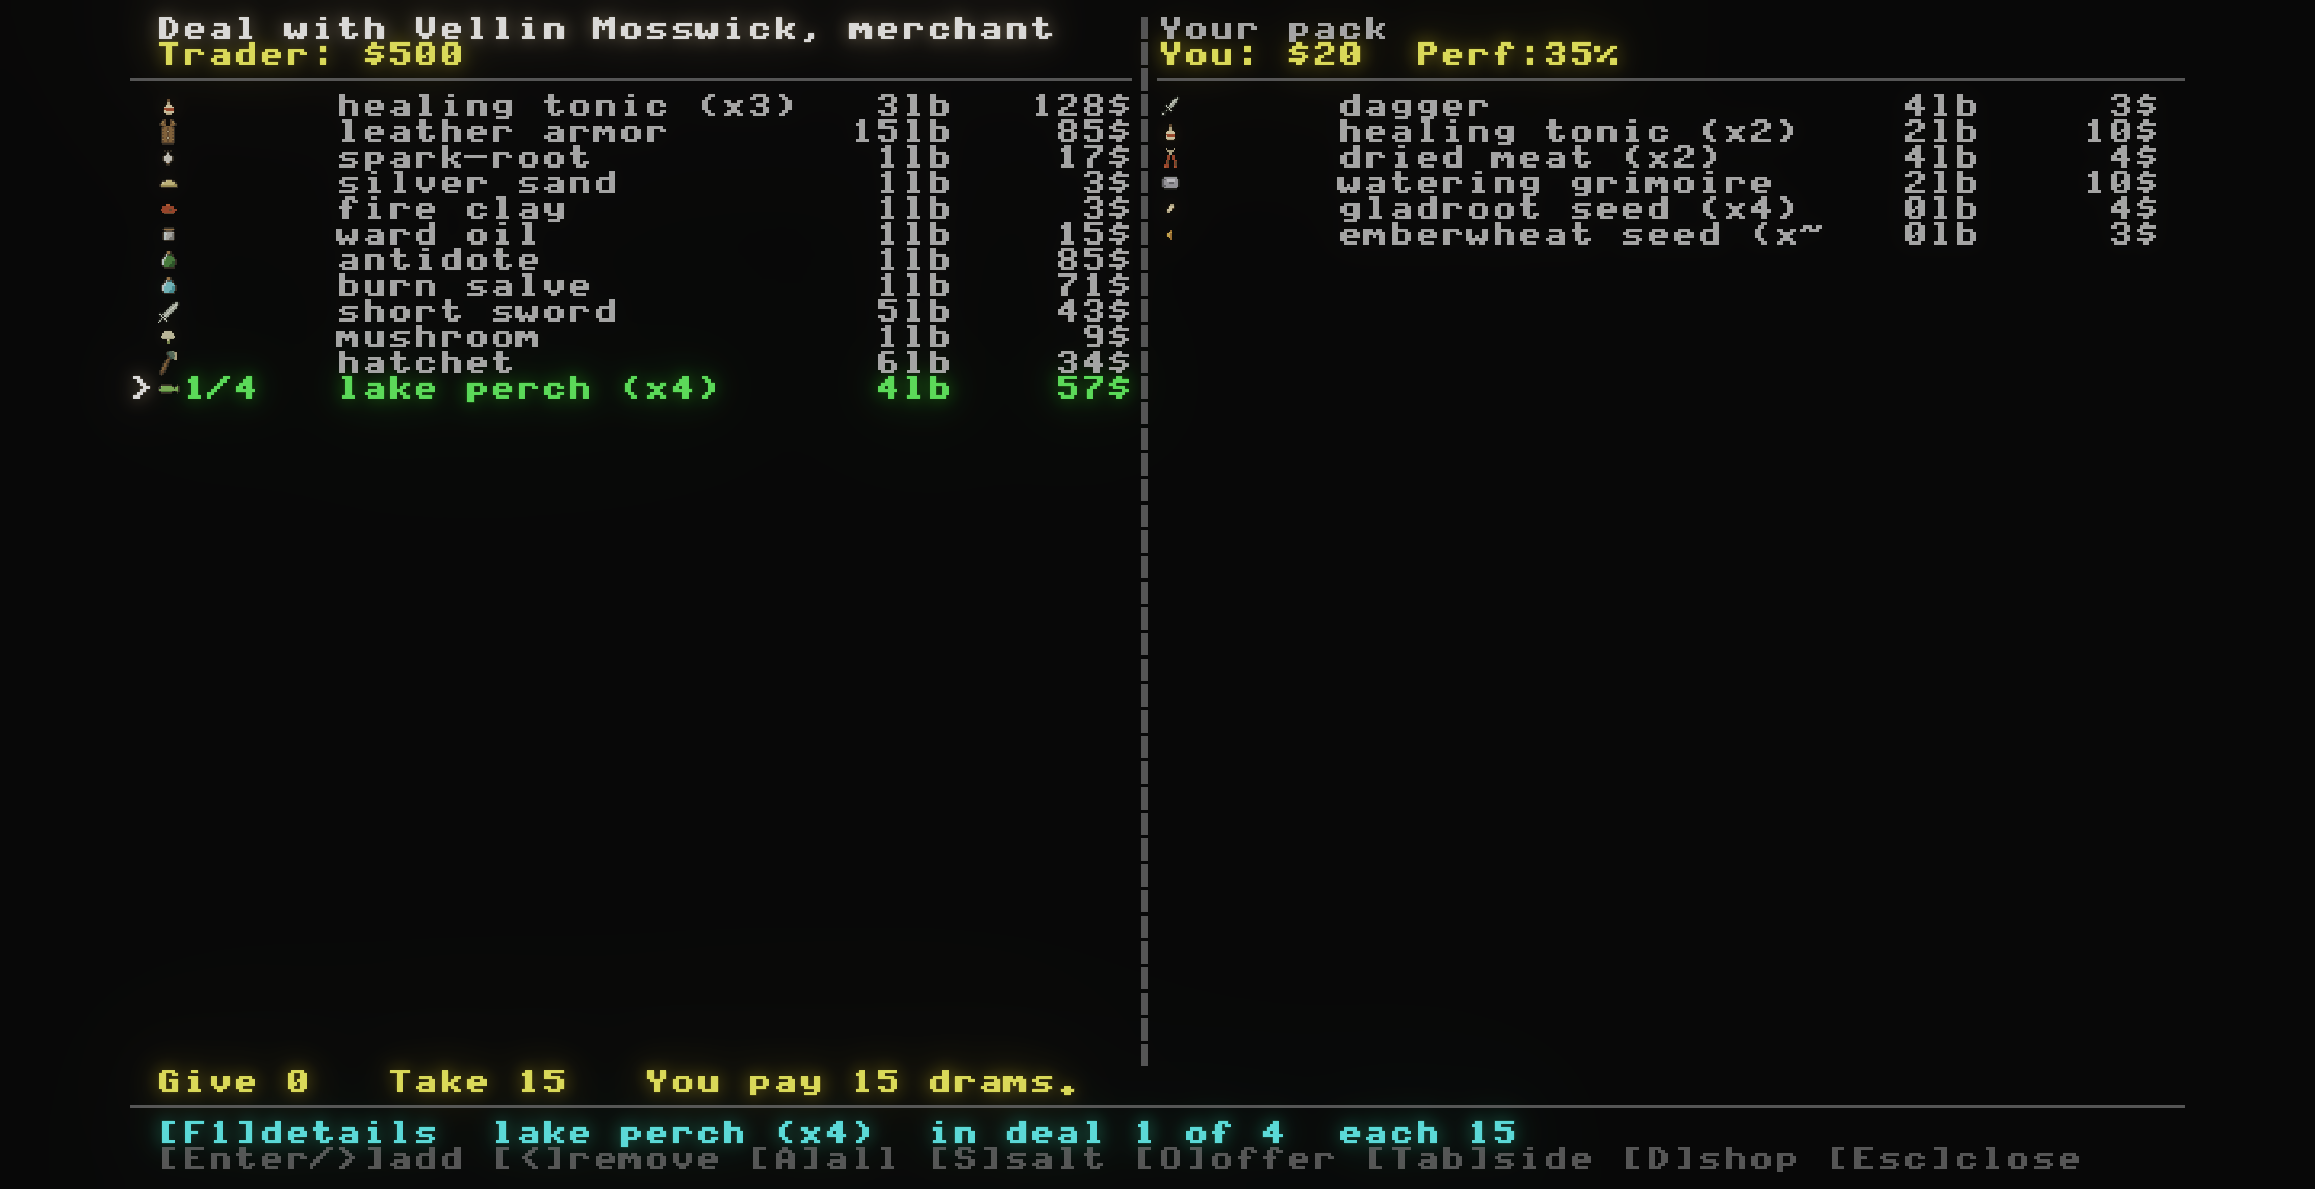 Deal with Vellin Mosswick, merchant
Trader: $500
healing tonic (x3) 3lb 128$
leather armor 15lb 85$
spark-root 1lb 17$
silver sand 1lb 3$
fire clay 1lb 3$
ward oil 1lb 15$
antidote 1lb 85$
burn salve 1lb 71$
short sword 5lb 43$
mushroom 1lb 9$
hatchet 6lb 34$
> 1/4 lake perch (x4) 4lb 57$
Your pack
You: $20 Perf:35%
dagger 4lb 3$
healing tonic (x2) 2lb 10$
dried meat (x2) 4lb 4$
watering grimoire 2lb 10$
gladroot seed (x4) 0lb 4$
emberwheat seed (x~ 0lb 3$
Give 0 Take 15 You pay 15 drams.
[F1]details lake perch (x4) in deal 1 of 4 each 15
[Enter/>]add [<]remove [A]all [S]salt [O]offer [Tab]side [D]shop [Esc]close